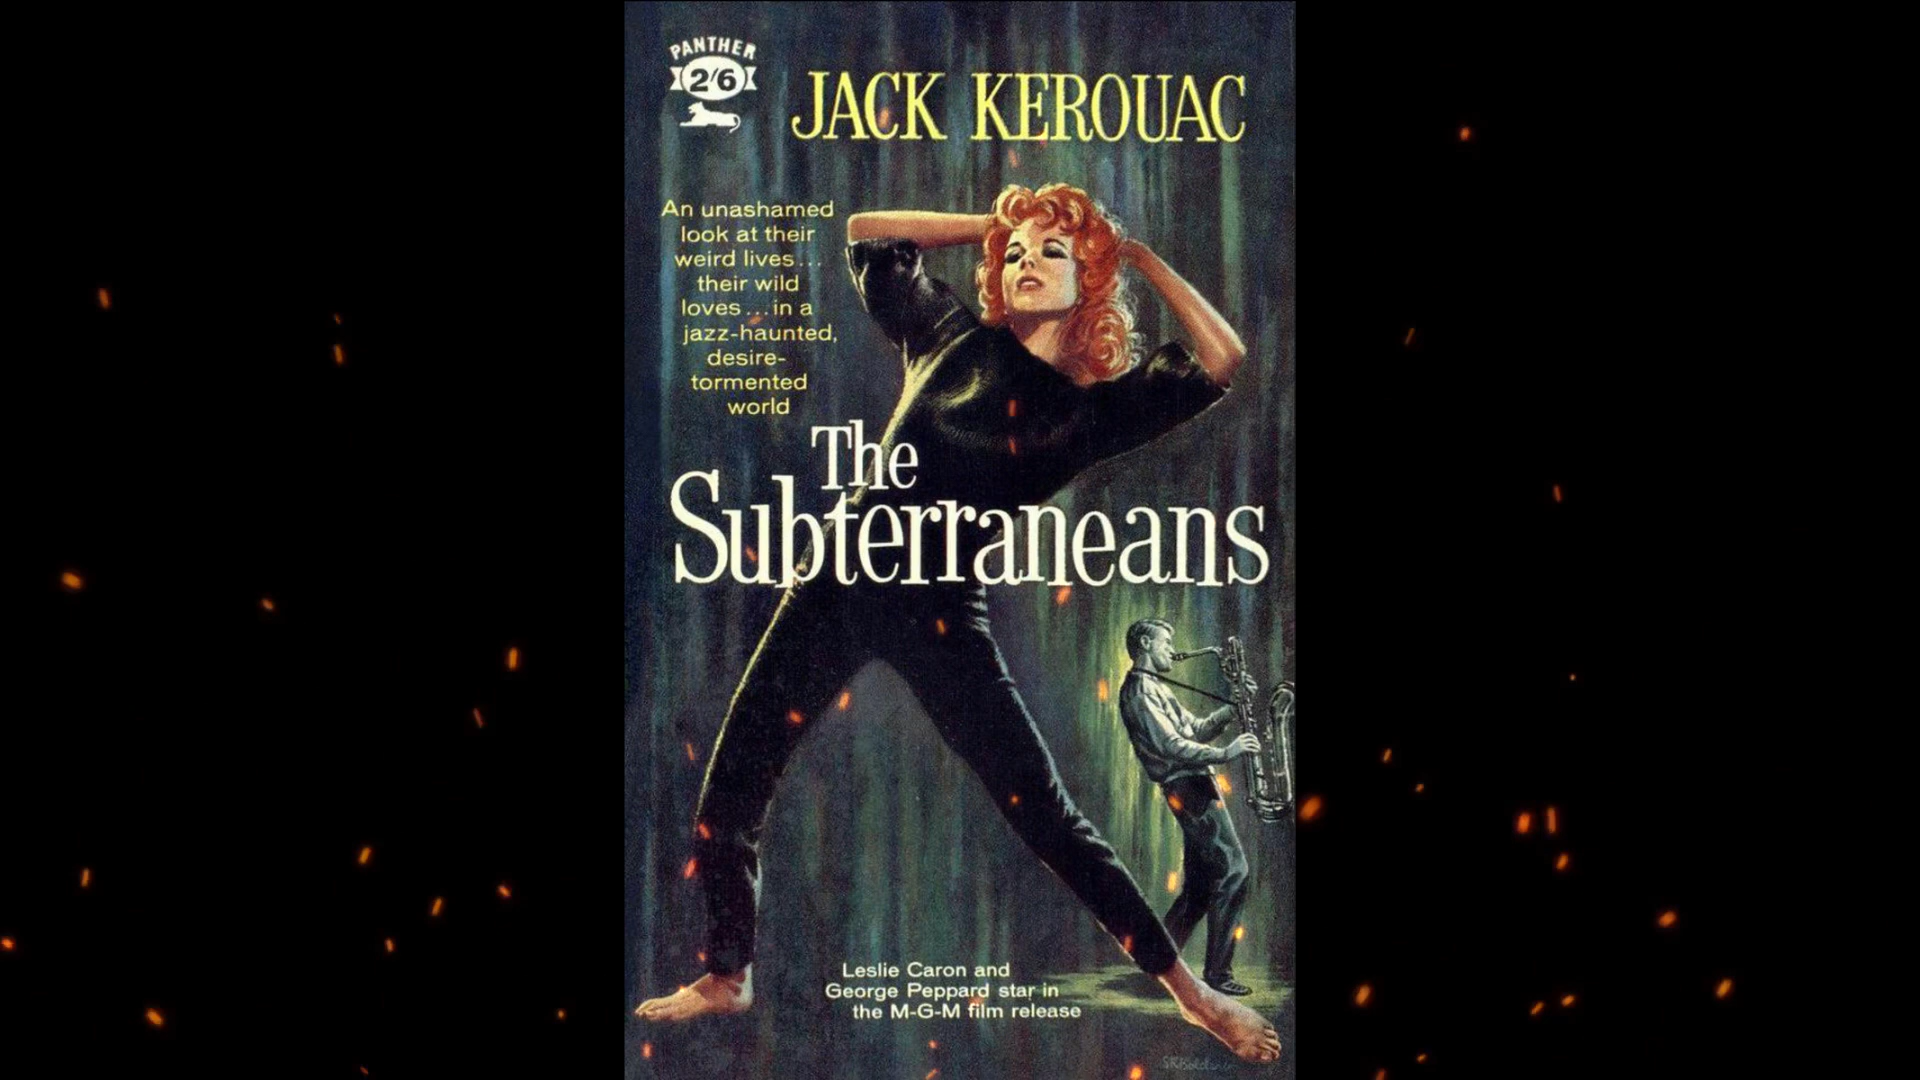 PANTHER
2/6
JACK KEROUAC
An unashamed
look at their
weird lives...
their wild
loves...in a
jazz-haunted,
desire-
tormented
world
The
Subterraneans
Leslie Caron and
George Peppard star in
the M-G-M film release